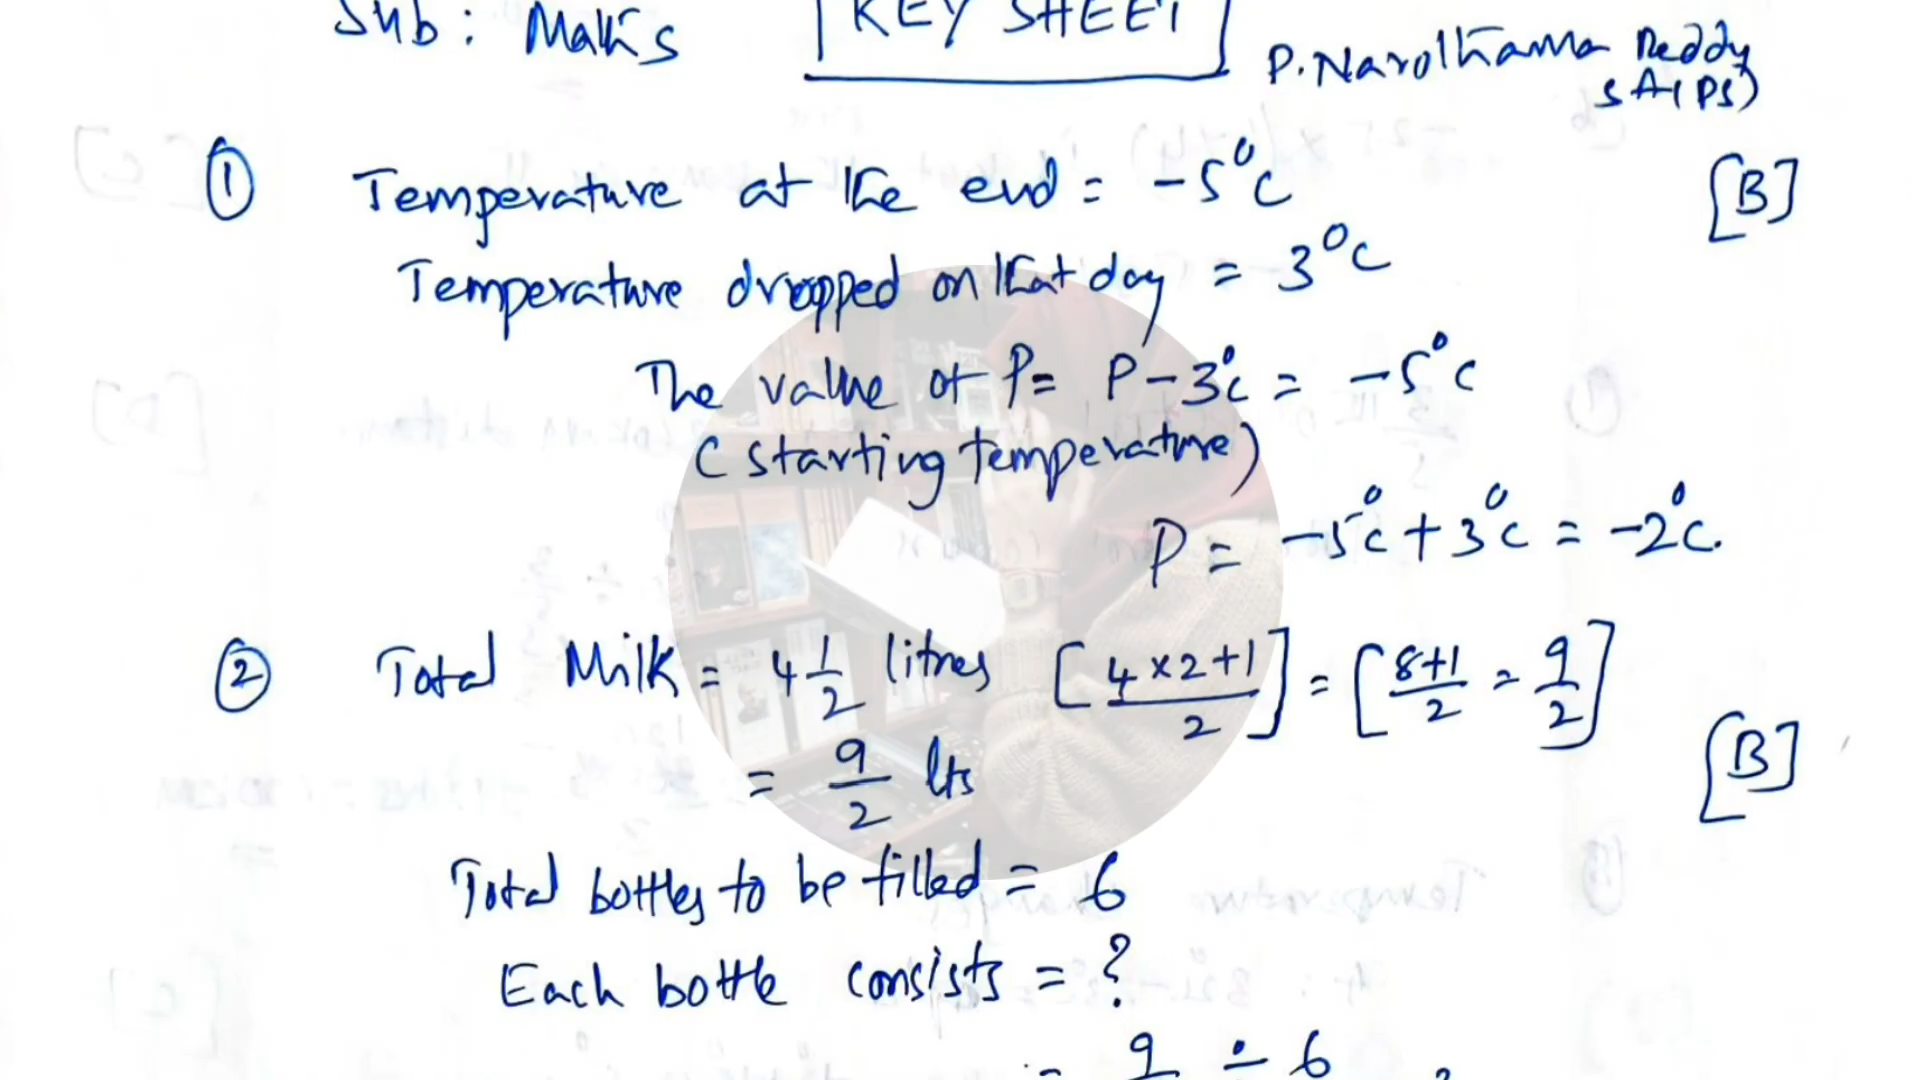 Sub: Maths
KEY SHEET
P. Narothama Reddy
SA(PS)
① Temperature at the end = -5°C [B]
Temperature dropped on that day = 3°C
The value of P = P - 3°C = -5°C
(starting temperature)
P = -5°C + 3°C = -2°C.
② Total Milk = 4 1/2 litres [4×2+1/2] = [8+1/2 = 9/2]
= 9/2 lts [B]
Total bottles to be filled = 6
Each bottle consists = ?
= 9 ÷ 6